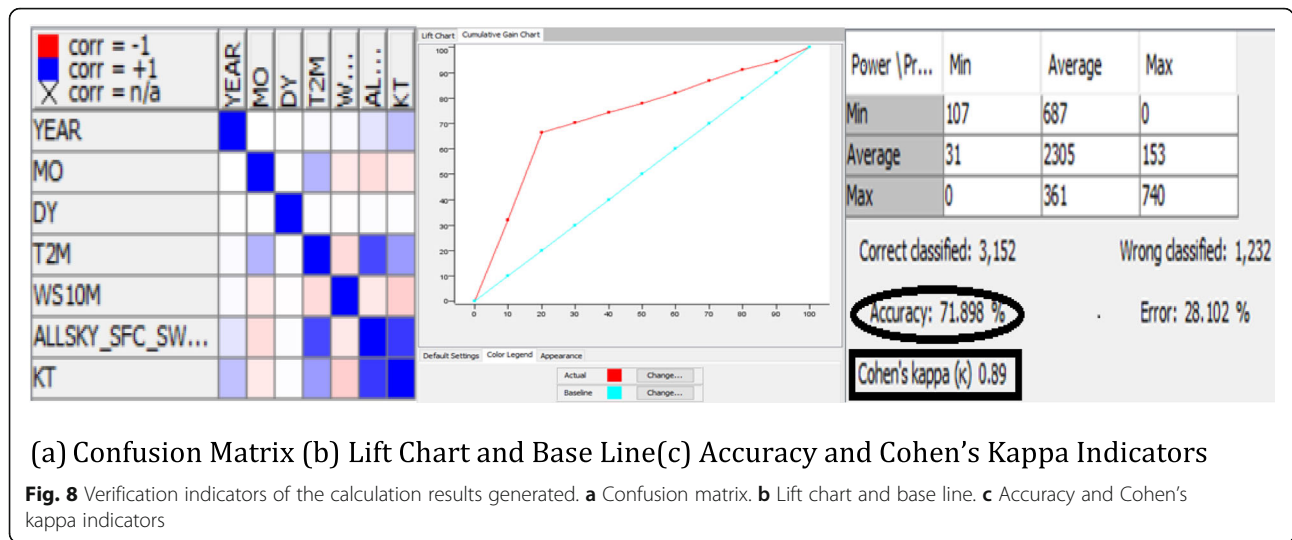 corr = -1
corr = +1
corr = n/a
YEAR MO DY T2M W... AL... KT
YEAR
MO
DY
T2M
WS10M
ALLSKY_SFC_SW...
KT
Lift Chart Cumulative Gain Chart
100
90
80
70
60
50
40
30
20
10
0
0 10 20 30 40 50 60 70 80 90 100
Default Settings Color Legend Appearance
Actual Change...
Baseline Change...
Power \Pr... Min Average Max
Min 107 687 0
Average 31 2305 153
Max 0 361 740
Correct classified: 3,152 Wrong classified: 1,232
Accuracy: 71.898 % Error: 28.102 %
Cohen's kappa (κ) 0.89
(a) Confusion Matrix (b) Lift Chart and Base Line(c) Accuracy and Cohen's Kappa Indicators
Fig. 8 Verification indicators of the calculation results generated. a Confusion matrix. b Lift chart and base line. c Accuracy and Cohen's
kappa indicators